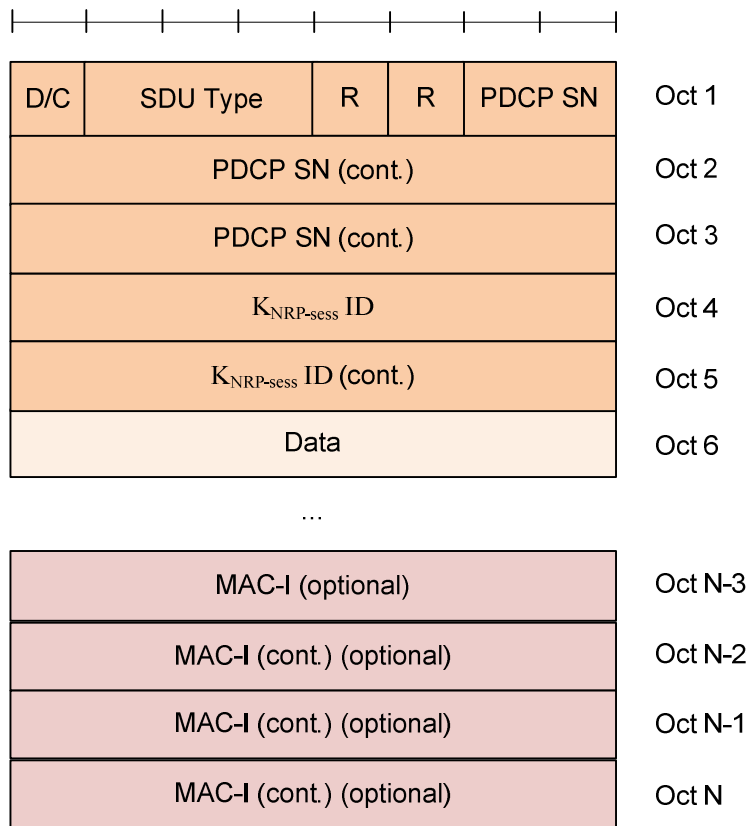 D/C SDU Type R R PDCP SN Oct 1
PDCP SN (cont.) Oct 2
PDCP SN (cont.) Oct 3
KNRP-sess ID Oct 4
KNRP-sess ID (cont.) Oct 5
Data Oct 6
...
MAC-I (optional) Oct N-3
MAC-I (cont.) (optional) Oct N-2
MAC-I (cont.) (optional) Oct N-1
MAC-I (cont.) (optional) Oct N